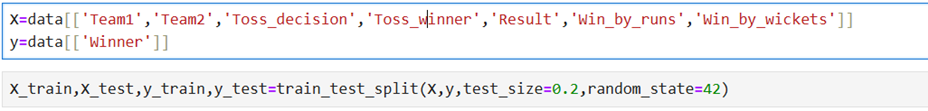 X=data[['Team1','Team2','Toss_decision','Toss_winner','Result','Win_by_runs','Win_by_wickets']]
y=data[['Winner']]
X_train,X_test,y_train,y_test=train_test_split(X,y,test_size=0.2,random_state=42)